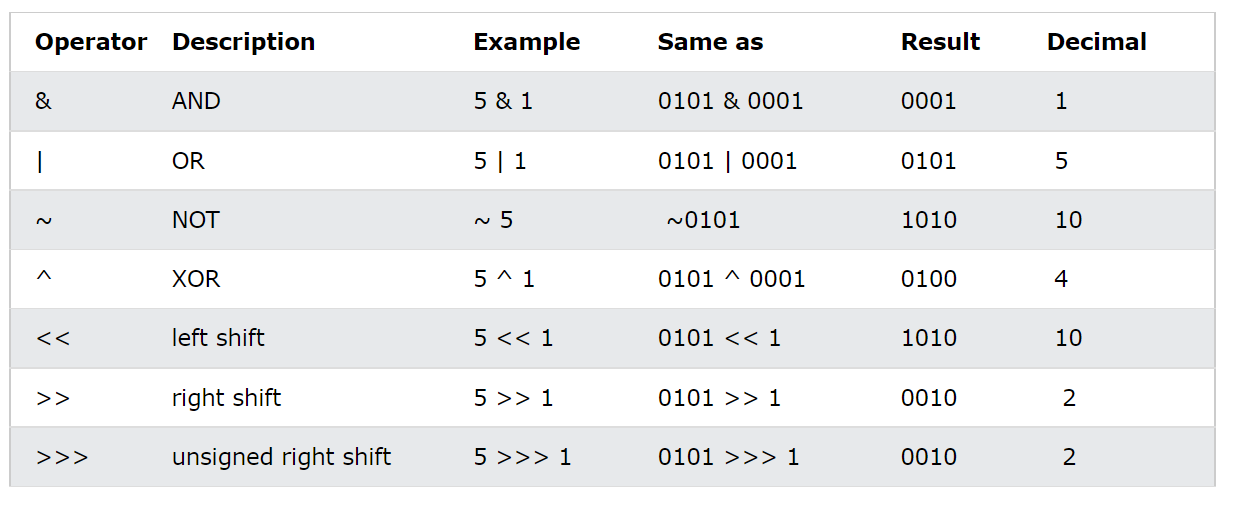 Operator Description Example Same as Result Decimal
& AND 5 & 1 0101 & 0001 0001 1
| OR 5 | 1 0101 | 0001 0101 5
~ NOT ~ 5 ~0101 1010 10
^ XOR 5 ^ 1 0101 ^ 0001 0100 4
<< left shift 5 << 1 0101 << 1 1010 10
>> right shift 5 >> 1 0101 >> 1 0010 2
>>> unsigned right shift 5 >>> 1 0101 >>> 1 0010 2